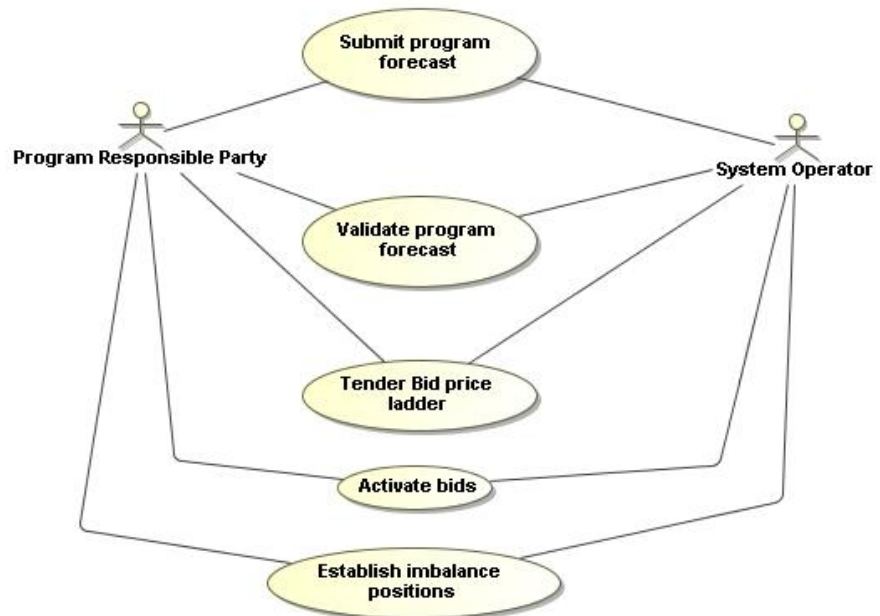 Submit program
forecast
Program Responsible Party
System Operator
Validate program
forecast
Tender Bid price
ladder
Activate bids
Establish imbalance
positions